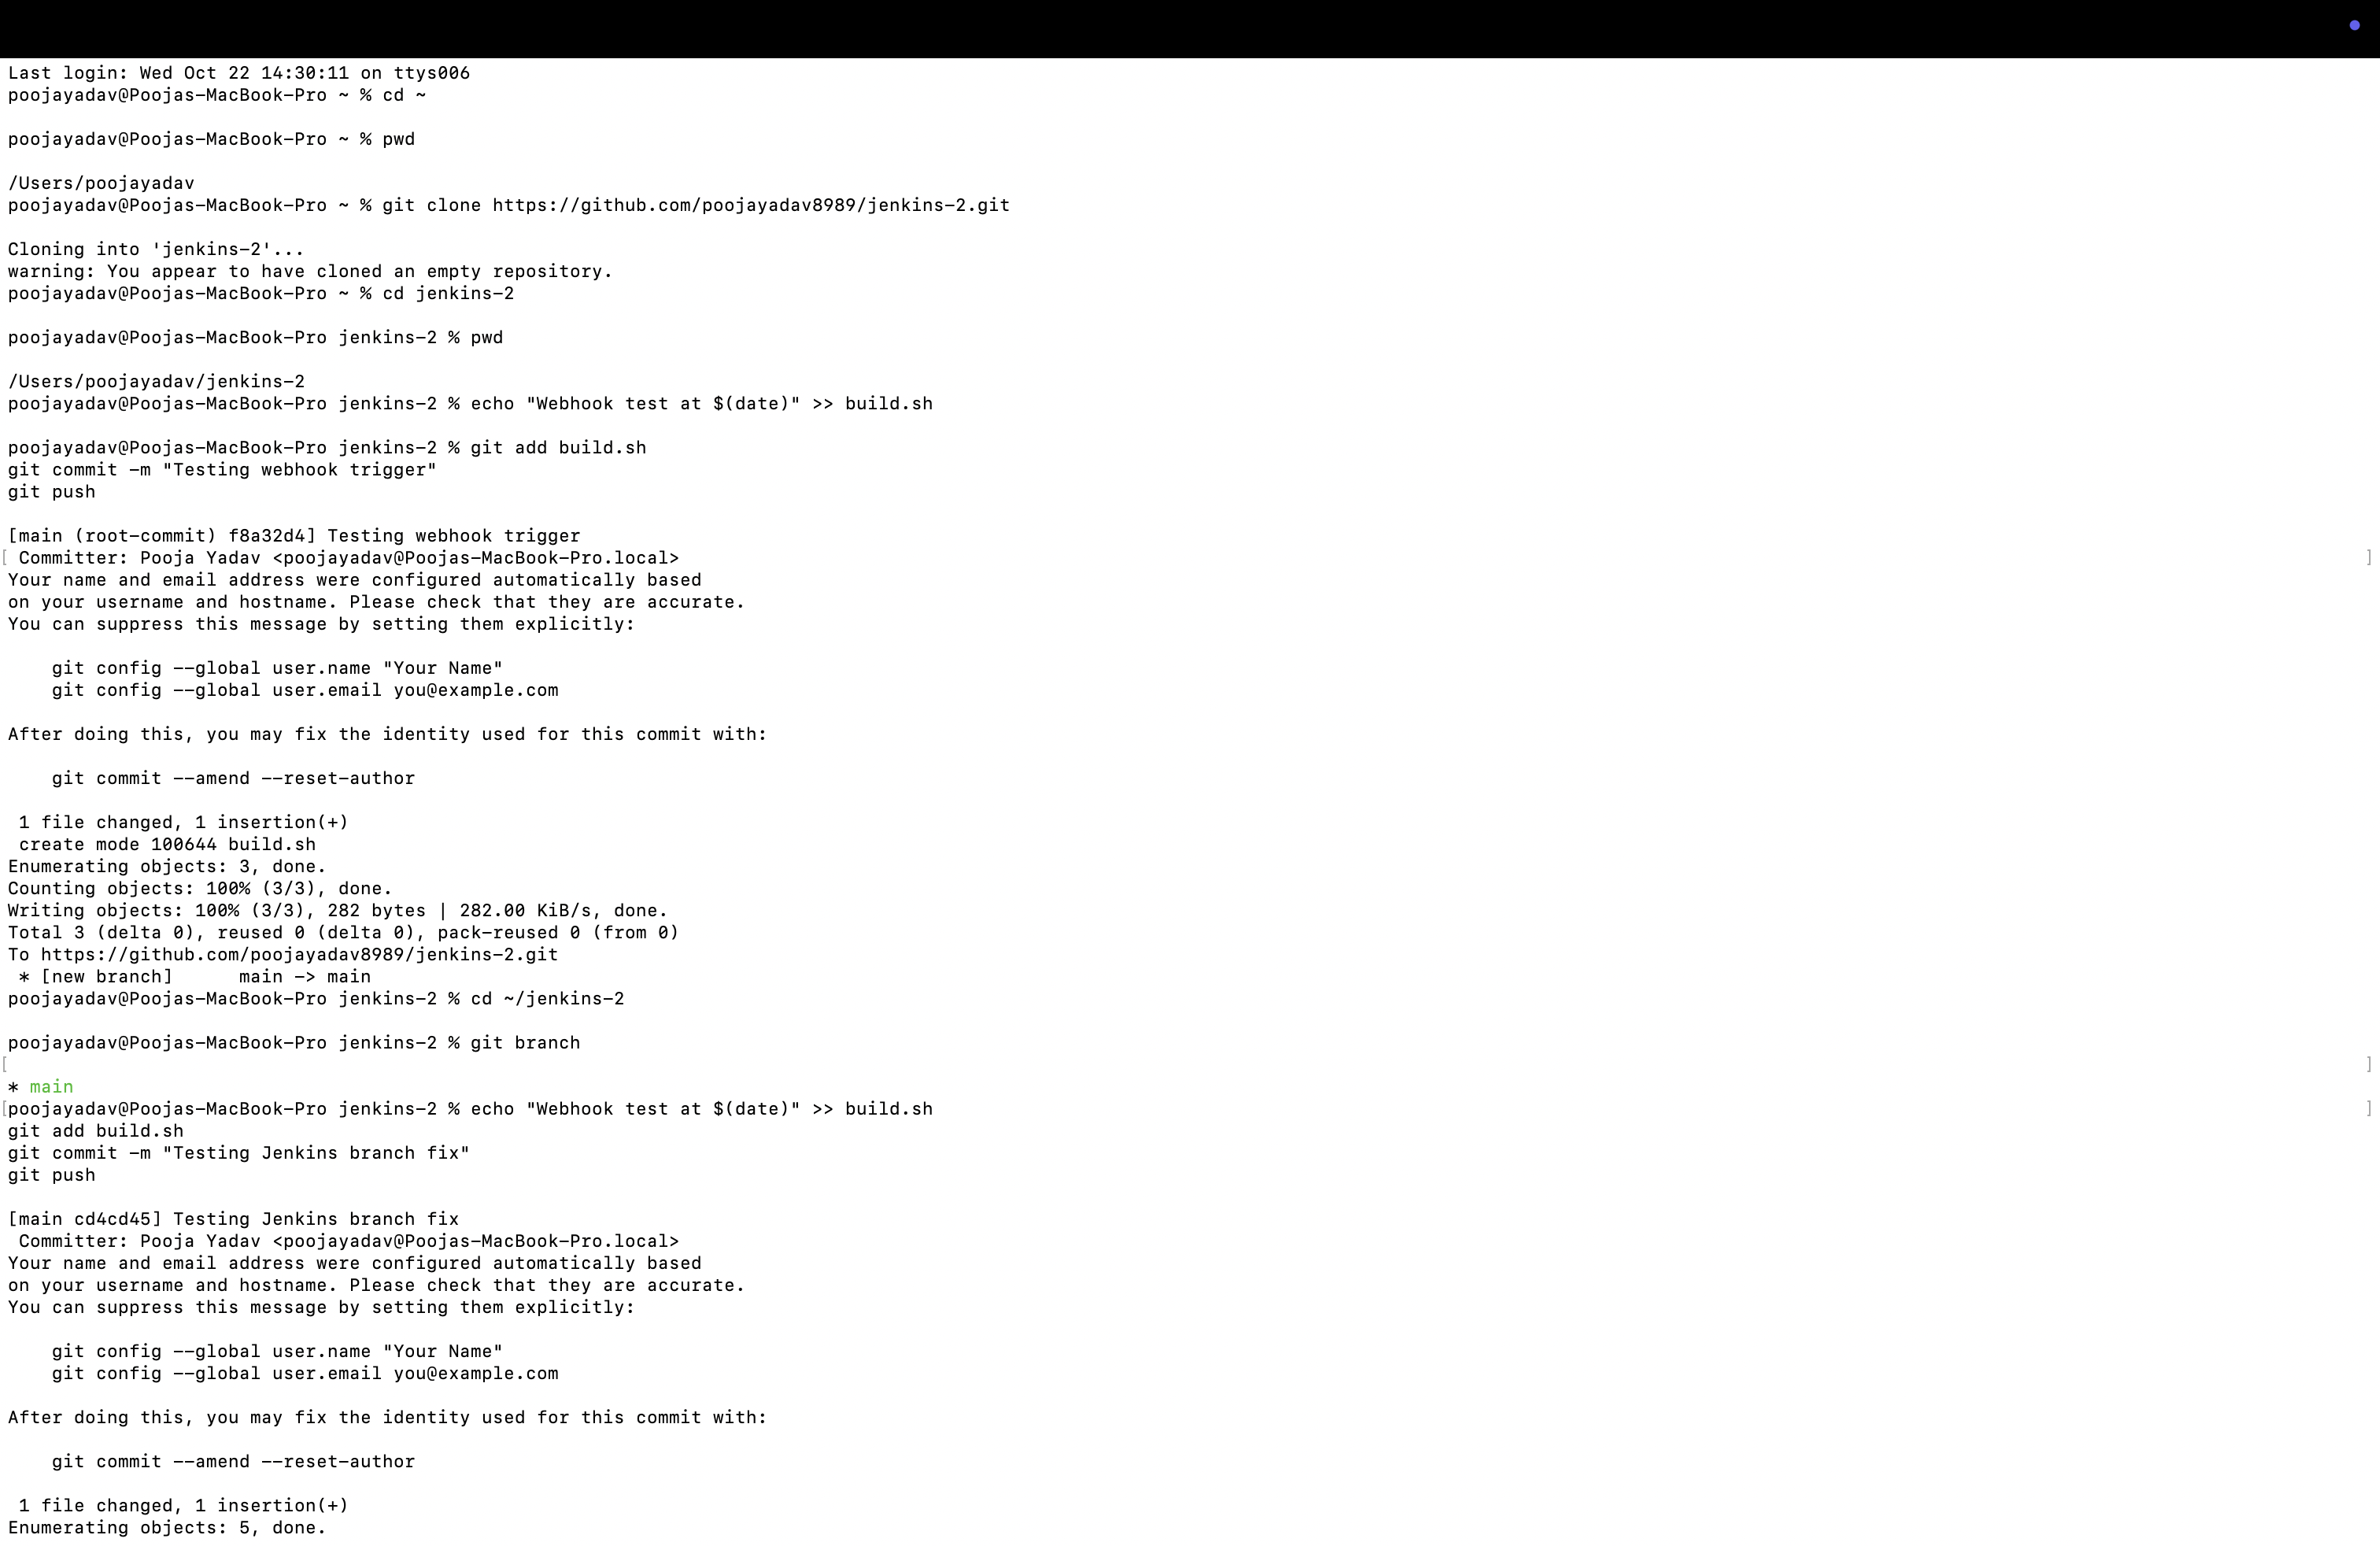 Last login: Wed Oct 22 14:30:11 on ttys006
poojayadav@Poojas-MacBook-Pro ~ % cd ~
poojayadav@Poojas-MacBook-Pro ~ % pwd
/Users/poojayadav
poojayadav@Poojas-MacBook-Pro ~ % git clone https://github.com/poojayadav8989/jenkins-2.git
Cloning into 'jenkins-2'...
warning: You appear to have cloned an empty repository.
poojayadav@Poojas-MacBook-Pro ~ % cd jenkins-2
poojayadav@Poojas-MacBook-Pro jenkins-2 % pwd
/Users/poojayadav/jenkins-2
poojayadav@Poojas-MacBook-Pro jenkins-2 % echo "Webhook test at $(date)" >> build.sh
poojayadav@Poojas-MacBook-Pro jenkins-2 % git add build.sh
git commit -m "Testing webhook trigger"
git push
[main (root-commit) f8a32d4] Testing webhook trigger
[ Committer: Pooja Yadav <poojayadav@Poojas-MacBook-Pro.local> ]
Your name and email address were configured automatically based
on your username and hostname. Please check that they are accurate.
You can suppress this message by setting them explicitly:
    git config --global user.name "Your Name"
    git config --global user.email you@example.com
After doing this, you may fix the identity used for this commit with:
    git commit --amend --reset-author
 1 file changed, 1 insertion(+)
 create mode 100644 build.sh
Enumerating objects: 3, done.
Counting objects: 100% (3/3), done.
Writing objects: 100% (3/3), 282 bytes | 282.00 KiB/s, done.
Total 3 (delta 0), reused 0 (delta 0), pack-reused 0 (from 0)
To https://github.com/poojayadav8989/jenkins-2.git
 * [new branch]      main -> main
poojayadav@Poojas-MacBook-Pro jenkins-2 % cd ~/jenkins-2
poojayadav@Poojas-MacBook-Pro jenkins-2 % git branch
[ ]
* main
[poojayadav@Poojas-MacBook-Pro jenkins-2 % echo "Webhook test at $(date)" >> build.sh ]
git add build.sh
git commit -m "Testing Jenkins branch fix"
git push
[main cd4cd45] Testing Jenkins branch fix
 Committer: Pooja Yadav <poojayadav@Poojas-MacBook-Pro.local>
Your name and email address were configured automatically based
on your username and hostname. Please check that they are accurate.
You can suppress this message by setting them explicitly:
    git config --global user.name "Your Name"
    git config --global user.email you@example.com
After doing this, you may fix the identity used for this commit with:
    git commit --amend --reset-author
 1 file changed, 1 insertion(+)
Enumerating objects: 5, done.